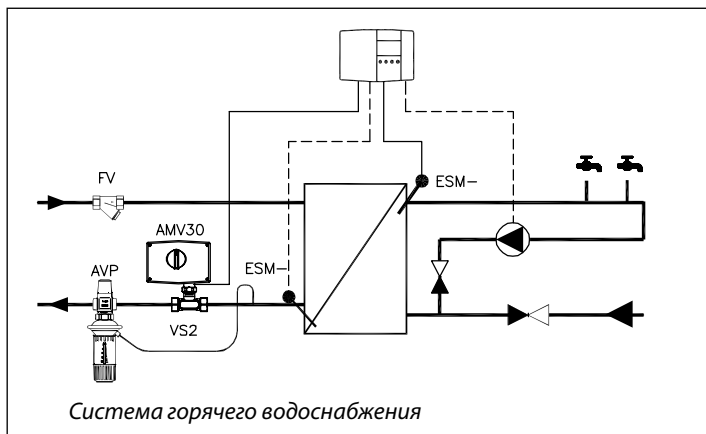 ESM-
FV
AMV30
AVP
ESM-
VS2
Система горячего водоснабжения